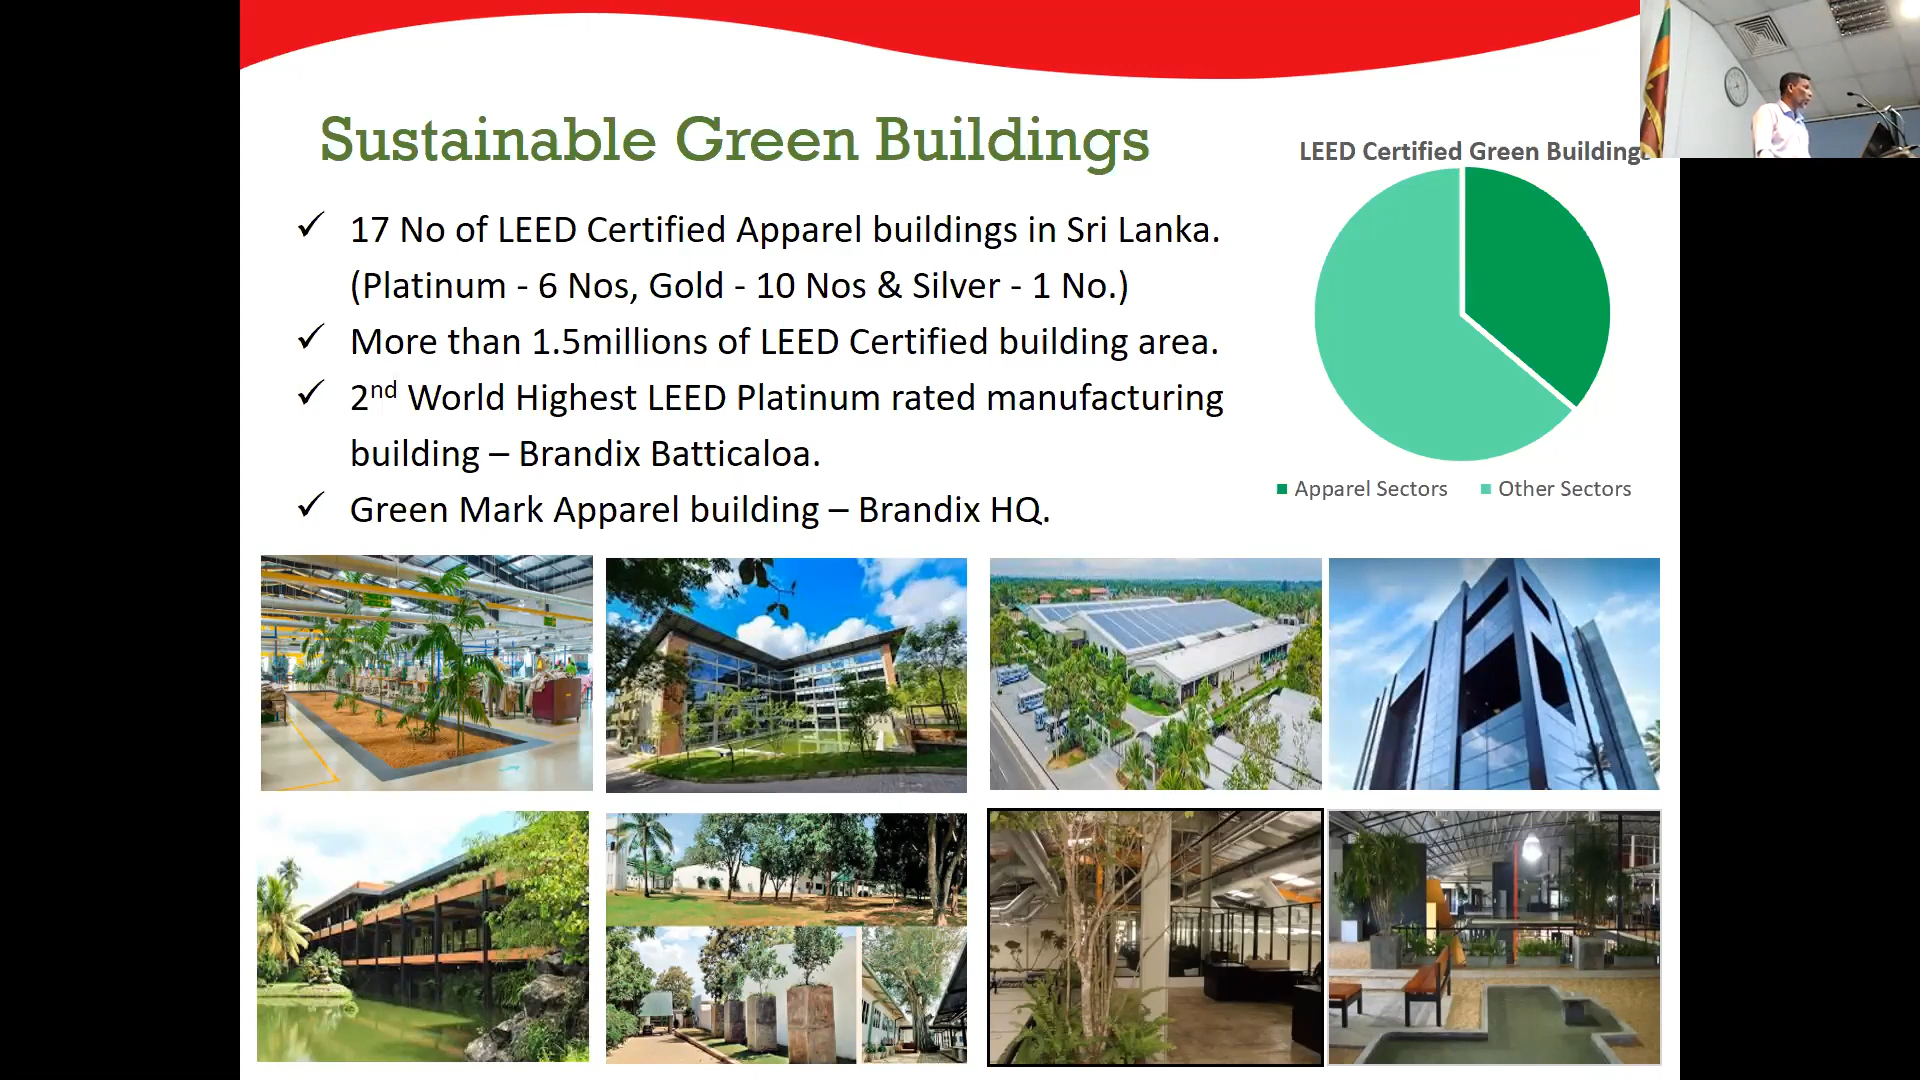 Sustainable Green Buildings
✓ 17 No of LEED Certified Apparel buildings in Sri Lanka.
(Platinum - 6 Nos, Gold - 10 Nos & Silver - 1 No.)
✓ More than 1.5millions of LEED Certified building area.
✓ 2nd World Highest LEED Platinum rated manufacturing
building – Brandix Batticaloa.
✓ Green Mark Apparel building – Brandix HQ.
LEED Certified Green Building
Apparel Sectors
Other Sectors